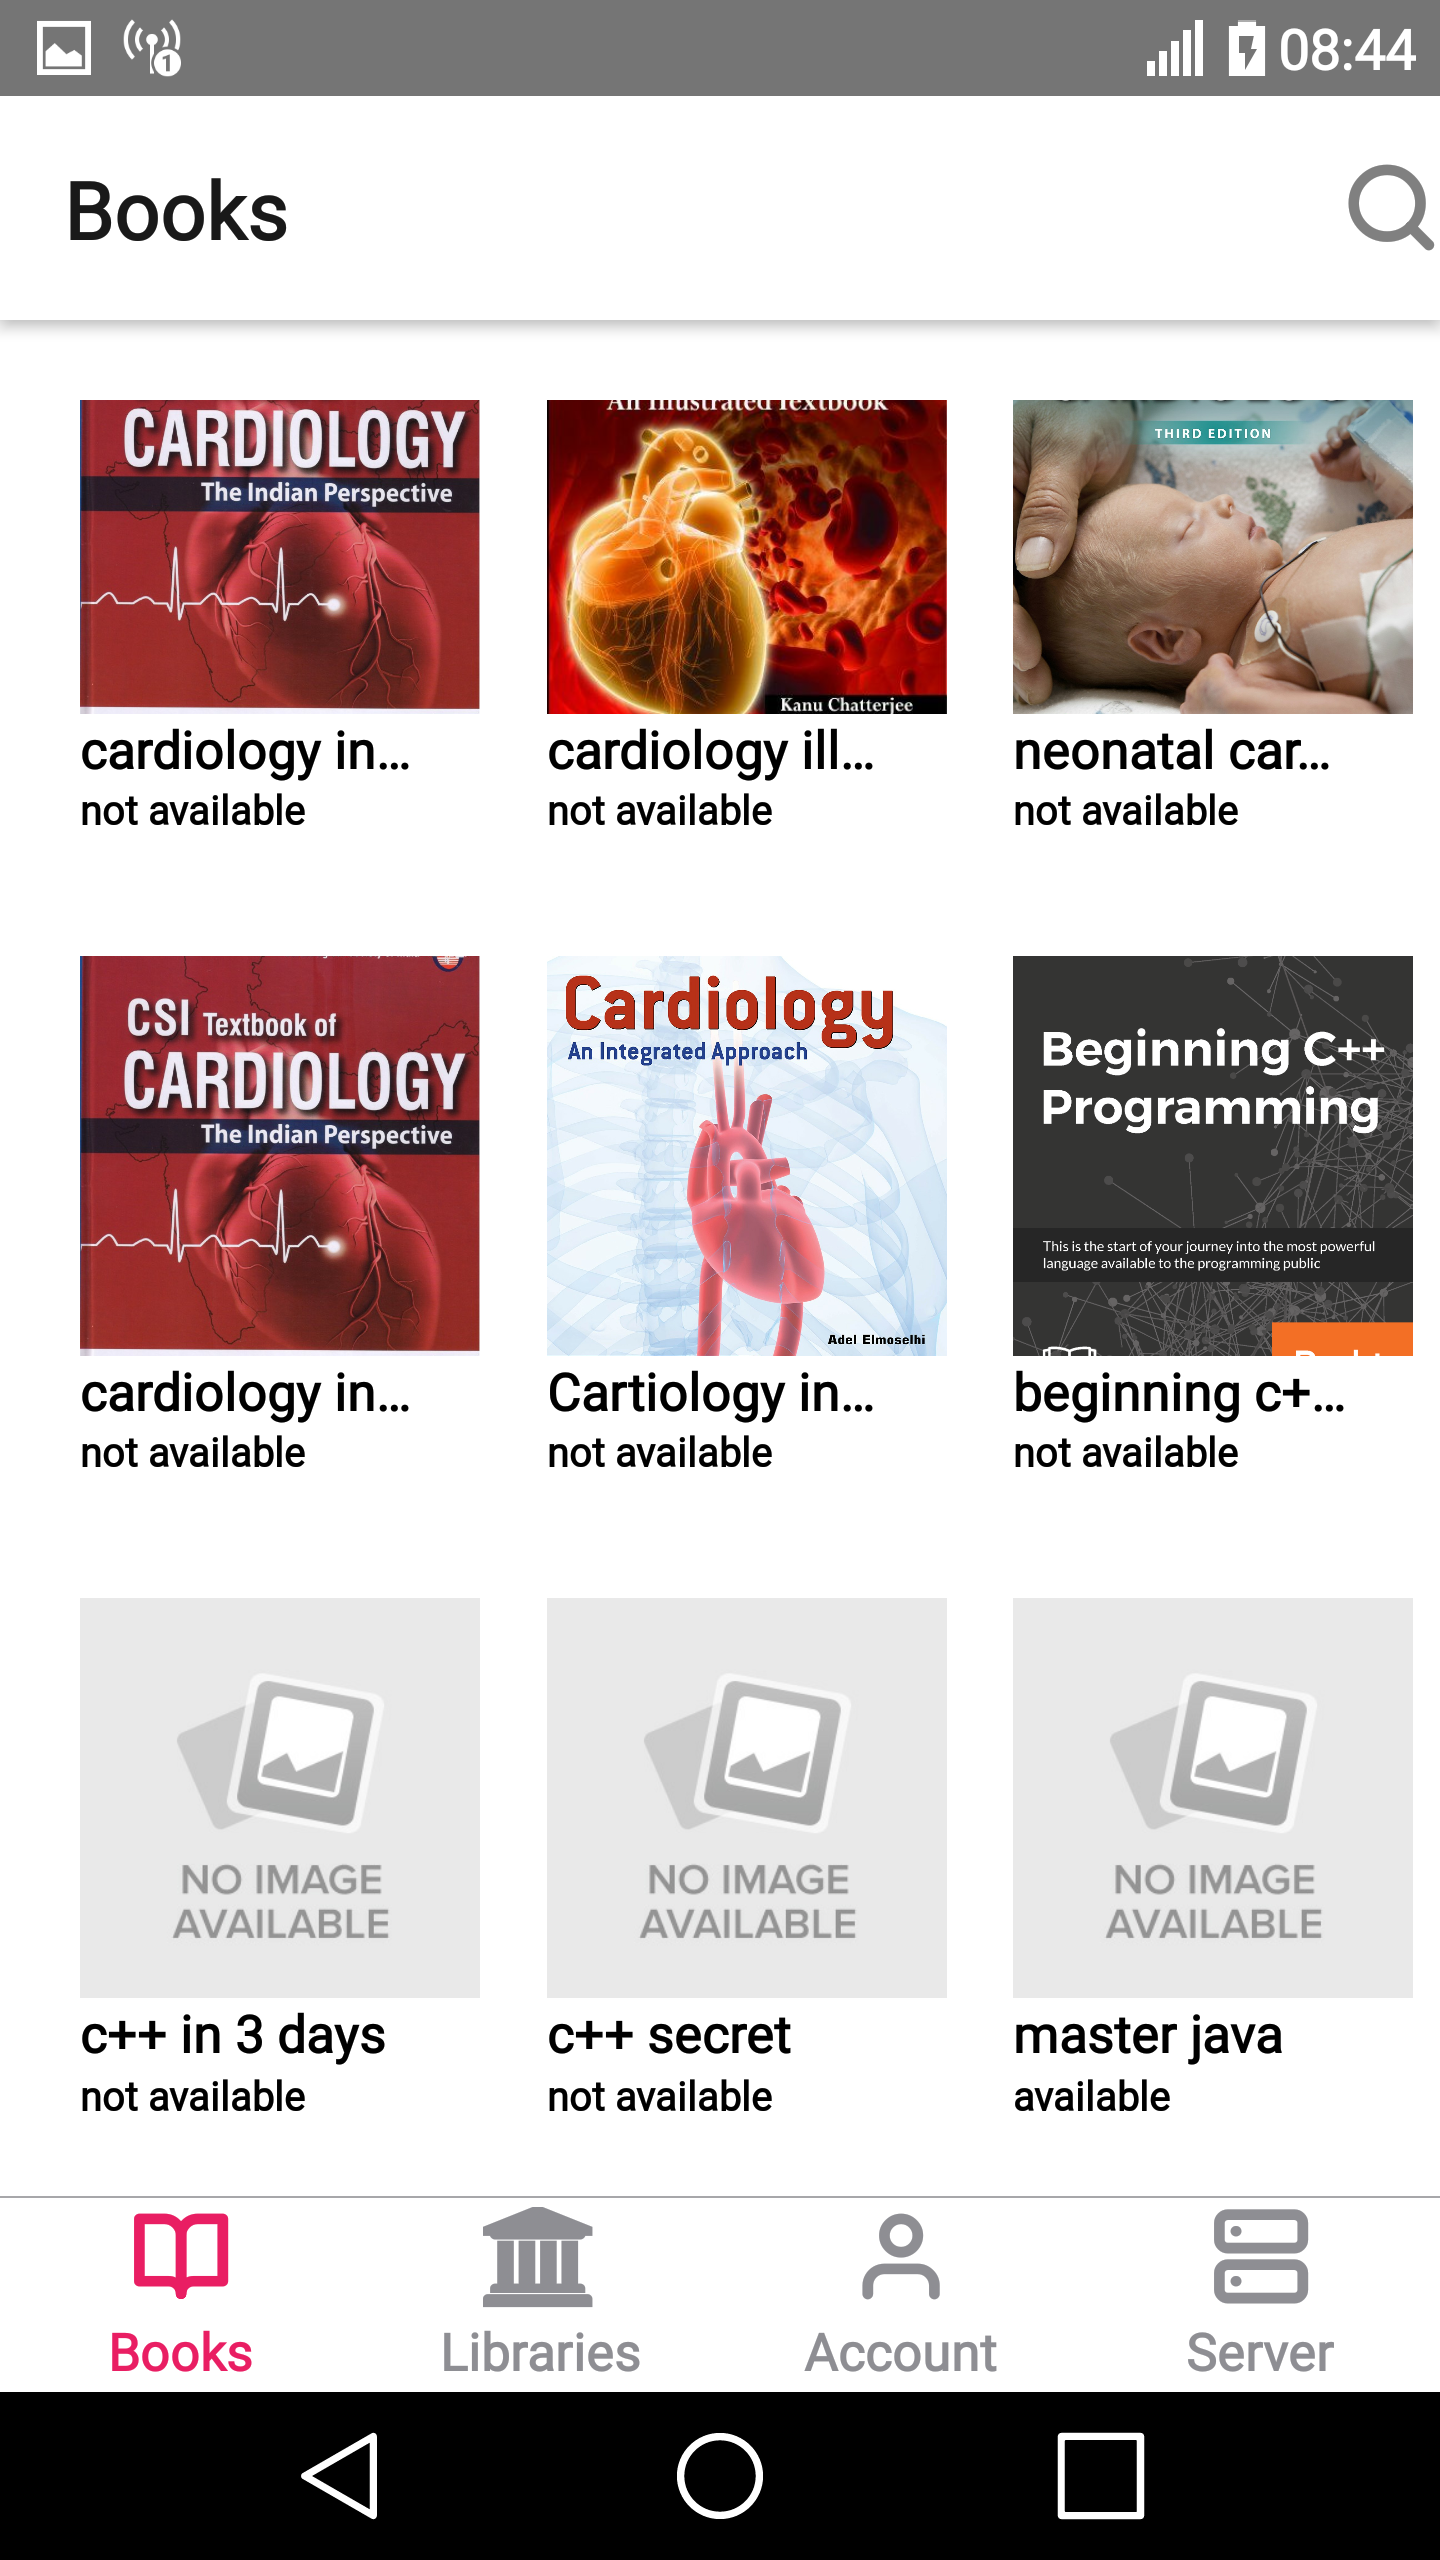 08:44
Books
CARDIOLOGY
The Indian Perspective
An Illustrated Textbook
Kanu Chatterjee
THIRD EDITION
cardiology in...
cardiology ill...
neonatal car...
not available
not available
not available
CSI Textbook of
CARDIOLOGY
The Indian Perspective
Cardiology
An Integrated Approach
Adel Elmoselhi
Beginning C++
Programming
This is the start of your journey into the most powerful
language available to the programming public
cardiology in...
Cartiology in...
beginning c+...
not available
not available
not available
NO IMAGE
AVAILABLE
NO IMAGE
AVAILABLE
NO IMAGE
AVAILABLE
c++ in 3 days
c++ secret
master java
not available
not available
available
Books
Libraries
Account
Server